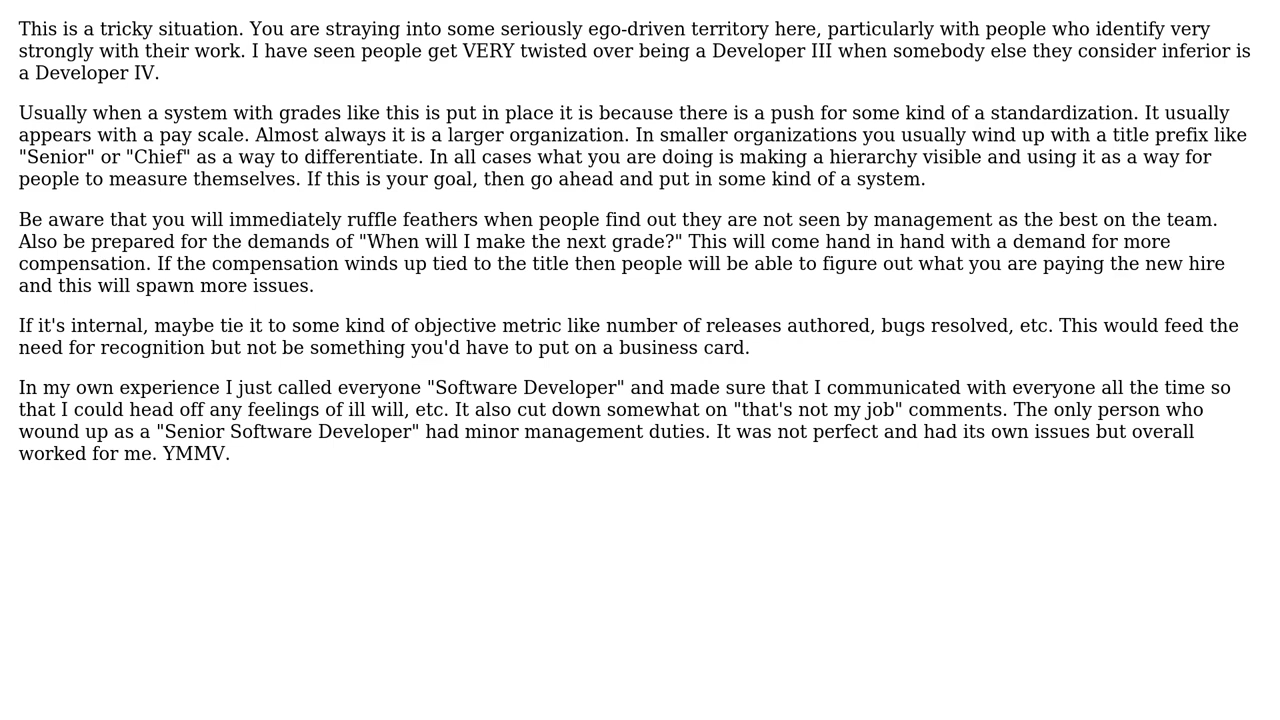 This is a tricky situation. You are straying into some seriously ego-driven territory here, particularly with people who identify very
strongly with their work. I have seen people get VERY twisted over being a Developer III when somebody else they consider inferior is
a Developer IV.
Usually when a system with grades like this is put in place it is because there is a push for some kind of a standardization. It usually
appears with a pay scale. Almost always it is a larger organization. In smaller organizations you usually wind up with a title prefix like
"Senior" or "Chief" as a way to differentiate. In all cases what you are doing is making a hierarchy visible and using it as a way for
people to measure themselves. If this is your goal, then go ahead and put in some kind of a system.
Be aware that you will immediately ruffle feathers when people find out they are not seen by management as the best on the team.
Also be prepared for the demands of "When will I make the next grade?" This will come hand in hand with a demand for more
compensation. If the compensation winds up tied to the title then people will be able to figure out what you are paying the new hire
and this will spawn more issues.
If it's internal, maybe tie it to some kind of objective metric like number of releases authored, bugs resolved, etc. This would feed the
need for recognition but not be something you'd have to put on a business card.
In my own experience I just called everyone "Software Developer" and made sure that I communicated with everyone all the time so
that I could head off any feelings of ill will, etc. It also cut down somewhat on "that's not my job" comments. The only person who
wound up as a "Senior Software Developer" had minor management duties. It was not perfect and had its own issues but overall
worked for me. YMMV.